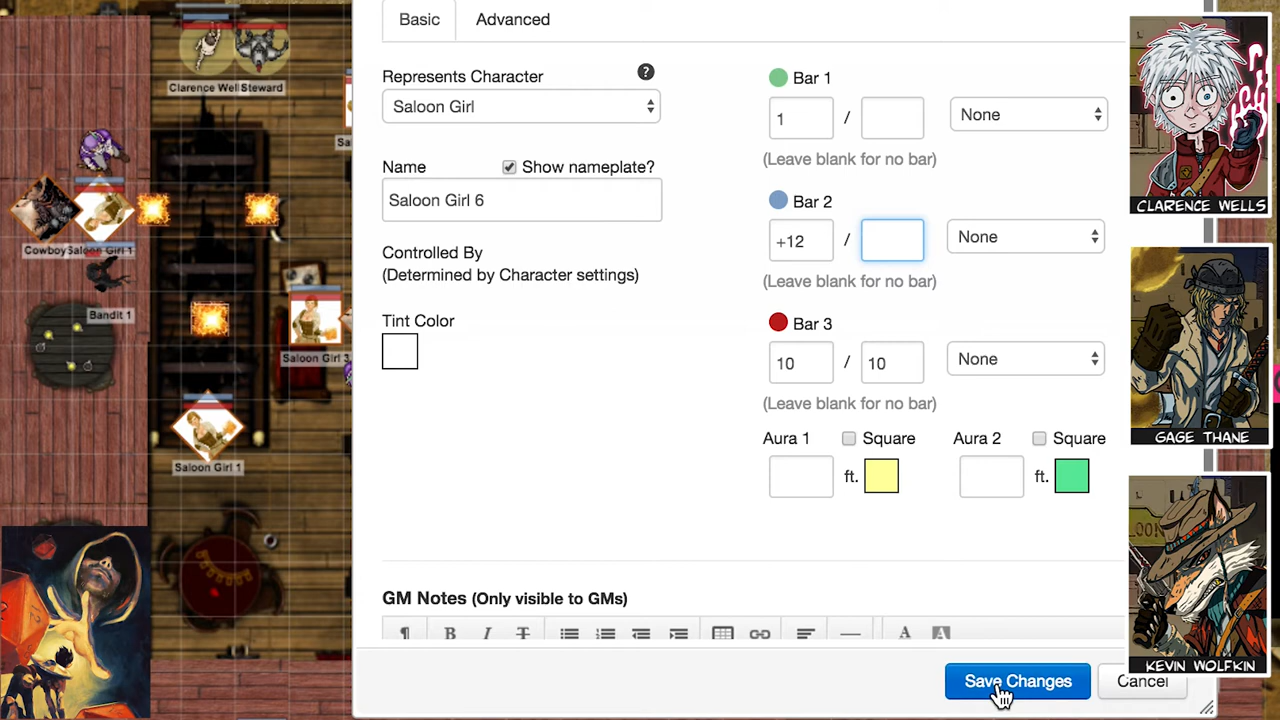 Basic
Advanced
Represents Character
?
Saloon Girl
Name
Show nameplate?
Saloon Girl 6
Controlled By
(Determined by Character settings)
Tint Color
Bar 1
1 /
None
(Leave blank for no bar)
Bar 2
+12 /
None
(Leave blank for no bar)
Bar 3
10 / 10
None
(Leave blank for no bar)
Aura 1
Square
Aura 2
Square
ft.
ft.
GM Notes (Only visible to GMs)
¶ B I T
A A
Save Changes
Cancel
Clarence Wel
Steward
Sa
Cowboy
Saloon Girl 1
Bandit 1
Saloon Girl 3
Saloon Girl 1
CLARENCE WELLS
GAGE THANE
KEVIN WOLFKIN